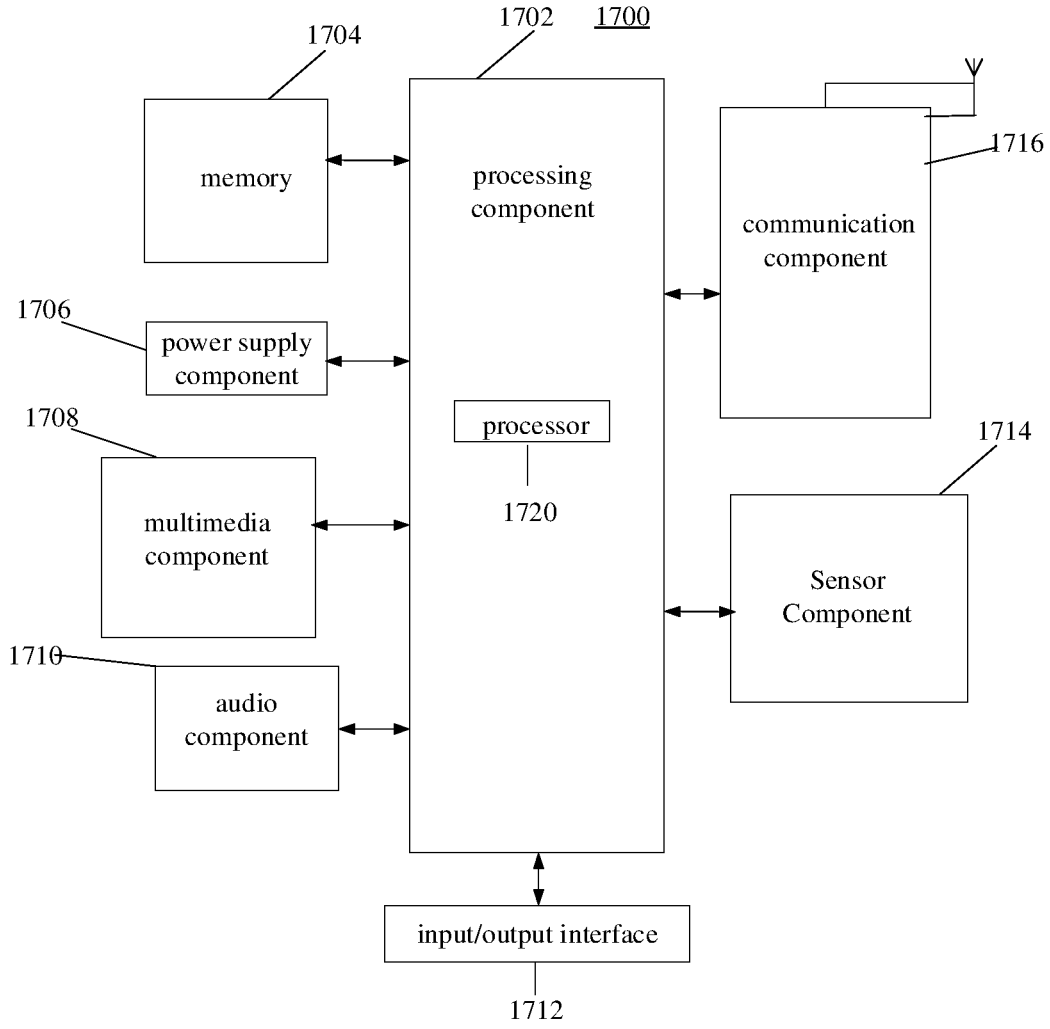 1702
1700
1704
memory
processing
component
1716
communication
component
1706
power supply
component
1708
multimedia
component
processor
1720
1714
Sensor
Component
1710
audio
component
input/output interface
1712